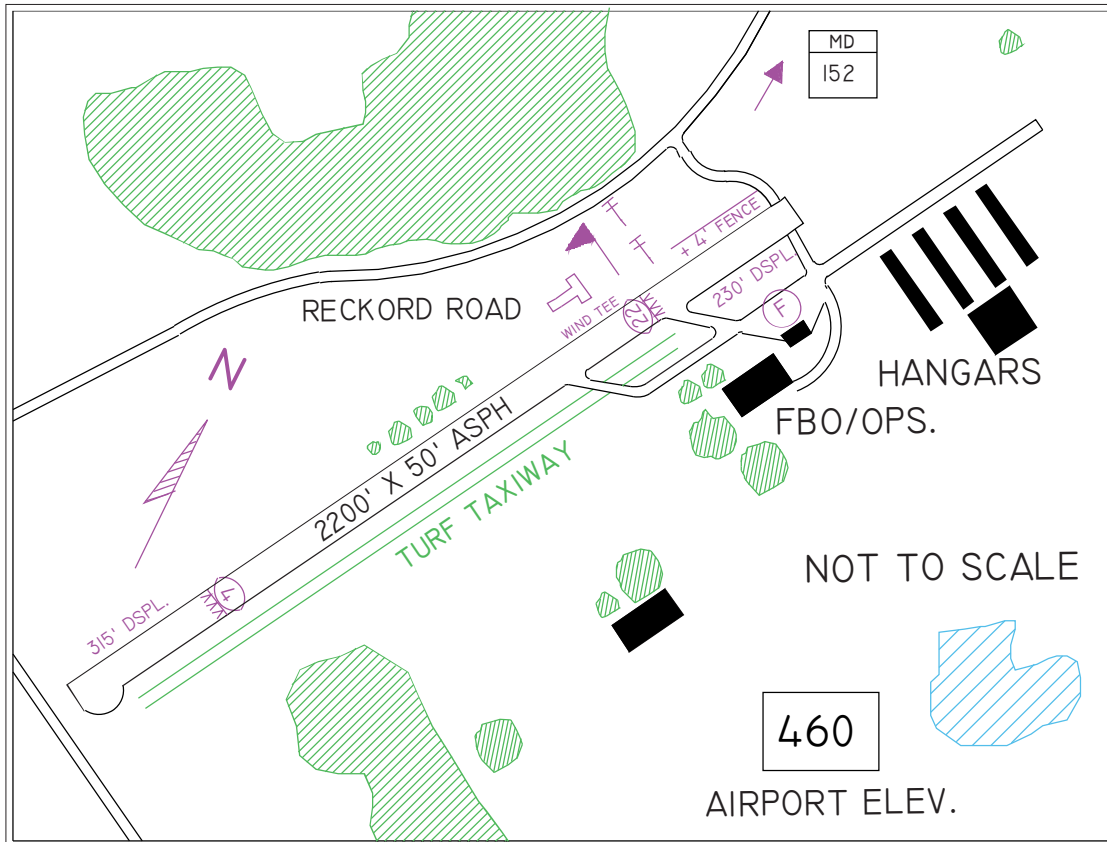 MD
152
+ 4' FENCE
230' DSPL.
F
WIND TEE
22
RECKORD ROAD
N
HANGARS
FBO/OPS.
2200' X 50' ASPH
TURF TAXIWAY
NOT TO SCALE
4
315' DSPL.
460
AIRPORT ELEV.